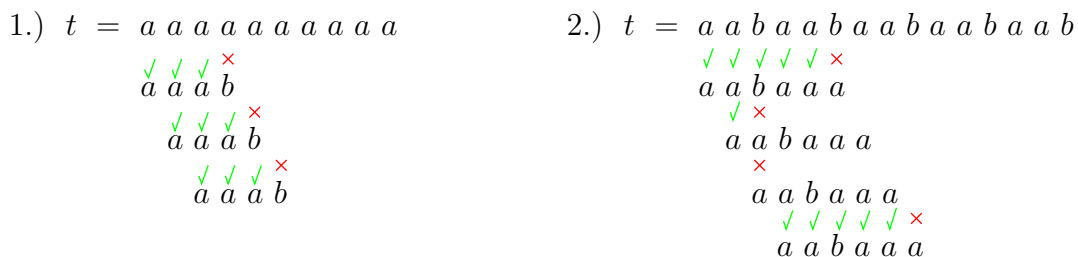 1.) t = a a a a a a a a a a
✓ ✓ ✓ ×
a a a b
✓ ✓ ✓ ×
a a a b
✓ ✓ ✓ ×
a a a b
2.) t = a a b a a b a a b a a b a a b
✓ ✓ ✓ ✓ ✓ ×
a a b a a a
✓ ×
a a b a a a
×
a a b a a a
✓ ✓ ✓ ✓ ✓ ×
a a b a a a